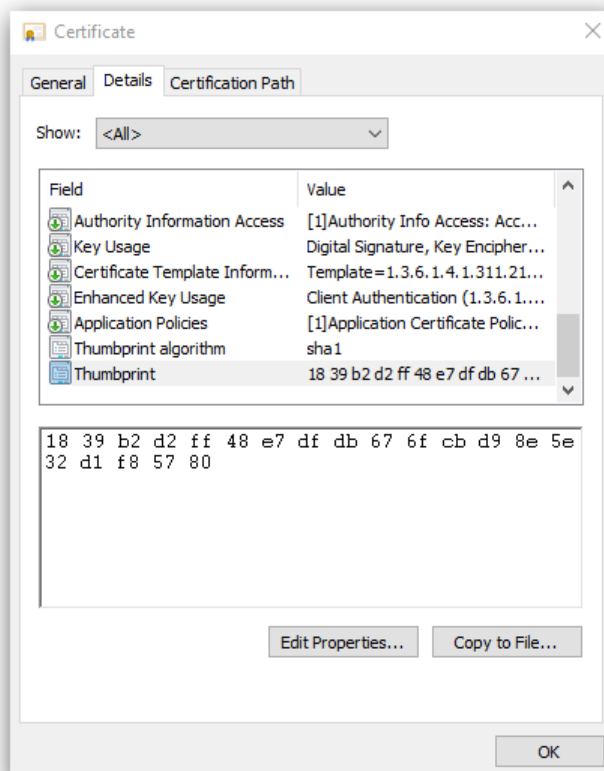 Certificate
General Details Certification Path
Show: <All>
Field Value
Authority Information Access [1]Authority Info Access: Acc...
Key Usage Digital Signature, Key Encipher...
Certificate Template Inform... Template=1.3.6.1.4.1.311.21...
Enhanced Key Usage Client Authentication (1.3.6.1....
Application Policies [1]Application Certificate Polic...
Thumbprint algorithm sha1
Thumbprint 18 39 b2 d2 ff 48 e7 df db 67 ...
18 39 b2 d2 ff 48 e7 df db 67 6f cb d9 8e 5e
32 d1 f8 57 80
Edit Properties... Copy to File...
OK